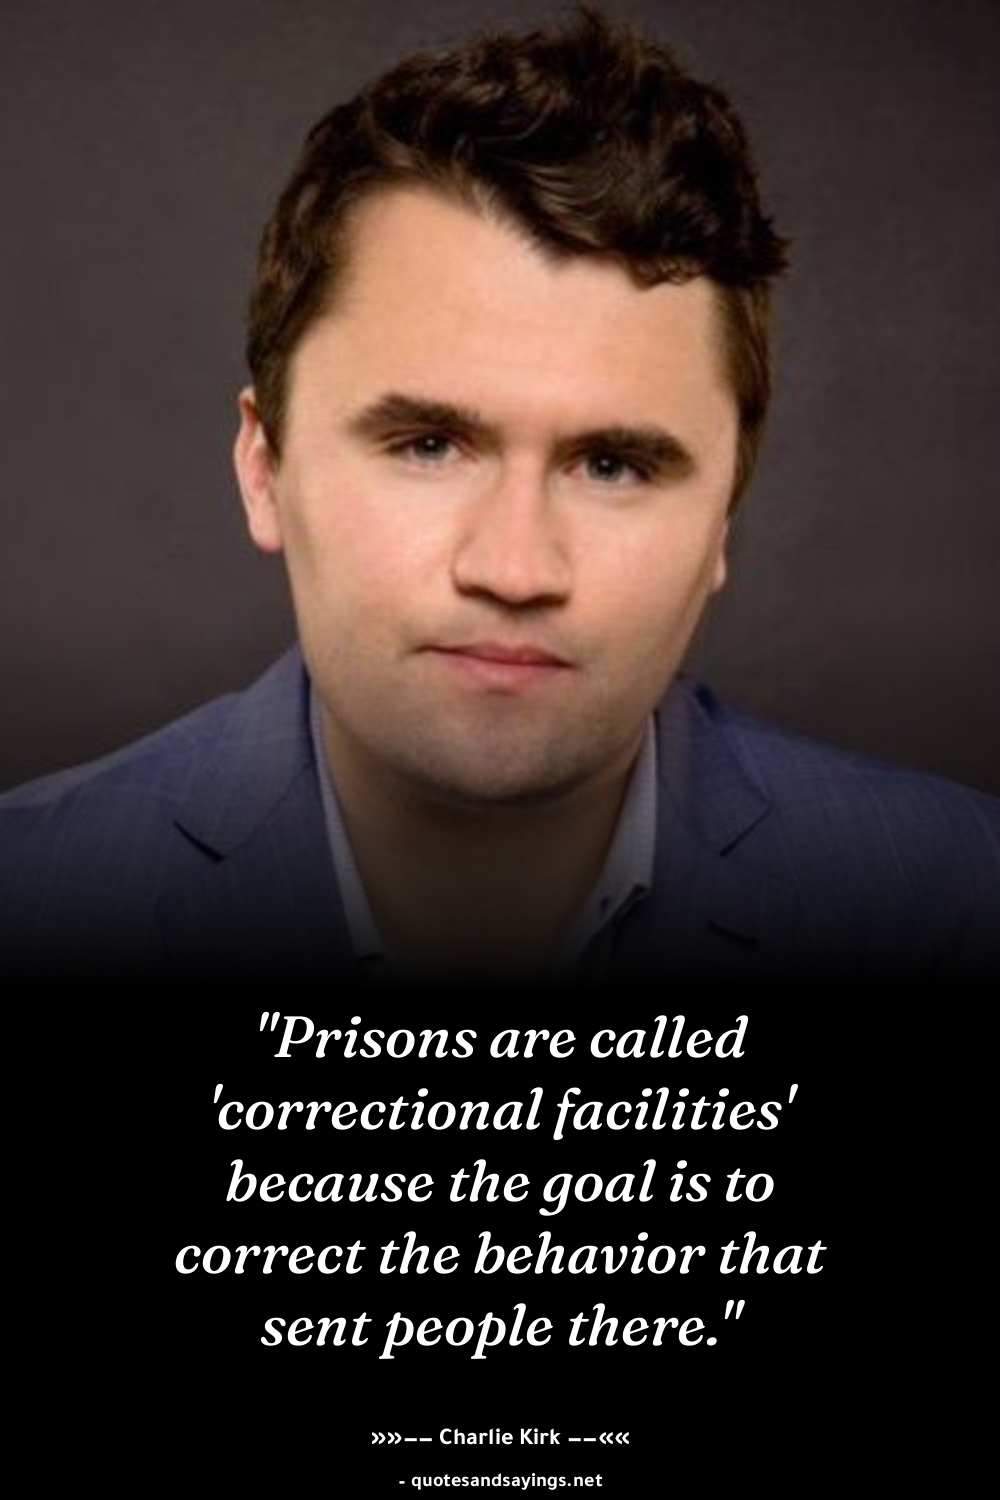 "Prisons are called
'correctional facilities'
because the goal is to
correct the behavior that
sent people there."
»»–– Charlie Kirk ––««
- quotesandsayings.net